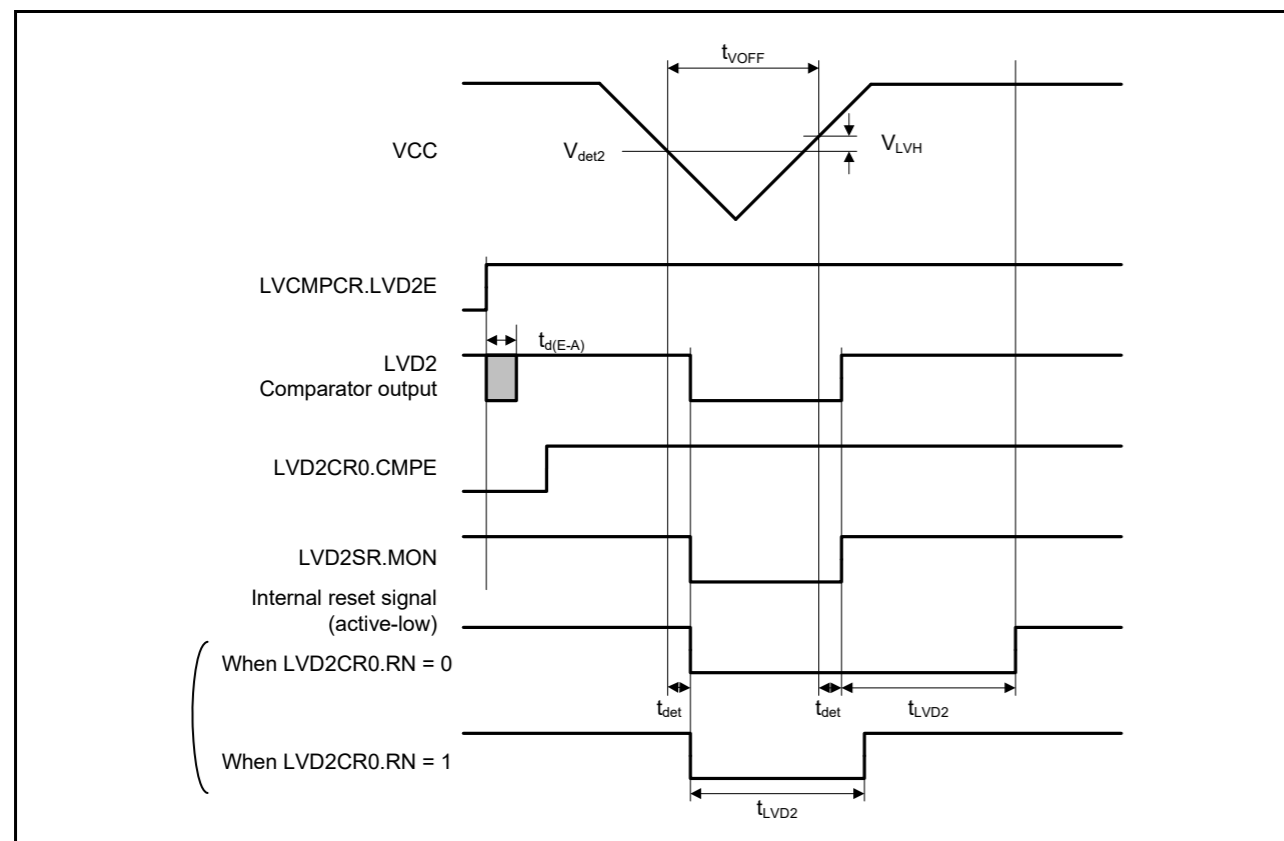 tVOFF
VCC
Vdet2
VLVH
LVCMPCR.LVD2E
td(E-A)
LVD2
Comparator output
LVD2CR0.CMPE
LVD2SR.MON
Internal reset signal
(active-low)
When LVD2CR0.RN = 0
tdet
tdet
tLVD2
When LVD2CR0.RN = 1
tLVD2